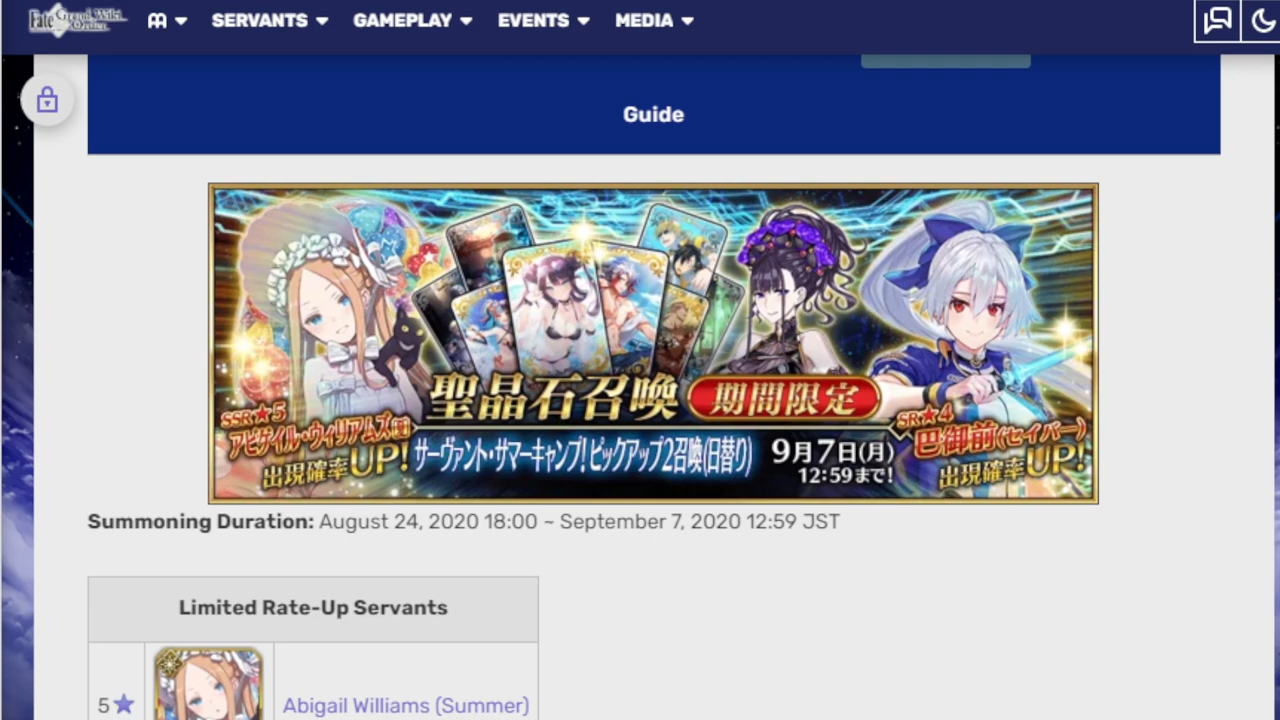 Fate Grand Order Wiki
SERVANTS GAMEPLAY EVENTS MEDIA
Guide
SSR★5
アビゲイル・ウィリアムズ(夏)
出現確率UP!
聖晶石召喚 期間限定
サーヴァント・サマーキャンプ!ピックアップ2召喚(日替り)
9月7日(月)
12:59まで!
SR★4
巴御前(セイバー)
出現確率UP!
Summoning Duration: August 24, 2020 18:00 ~ September 7, 2020 12:59 JST
Limited Rate-Up Servants
5★ Abigail Williams (Summer)